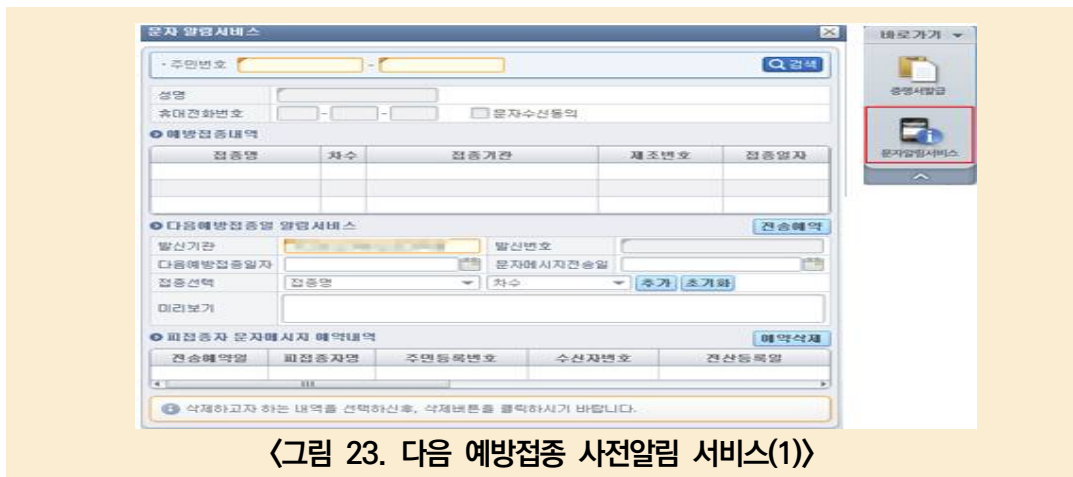 문자 알림서비스
바로가기
· 주민번호 - 검색
증명서발급
성명
휴대전화번호 - - 문자수신동의
문자알림서비스
예방접종내역
접종명 차수 접종기관 제조번호 접종일자
다음예방접종일 알림서비스 전송예약
발신기관 발신번호
다음예방접종일자 문자메시지전송일
접종선택 접종명 차수 추가 초기화
미리보기
피접종자 문자메시지 예약내역 예약삭제
전송예약일 피접종자명 주민등록번호 수신자번호 전산등록일
삭제하고자 하는 내역을 선택하신후, 삭제버튼을 클릭하시기 바랍니다.
〈그림 23. 다음 예방접종 사전알림 서비스(1)〉